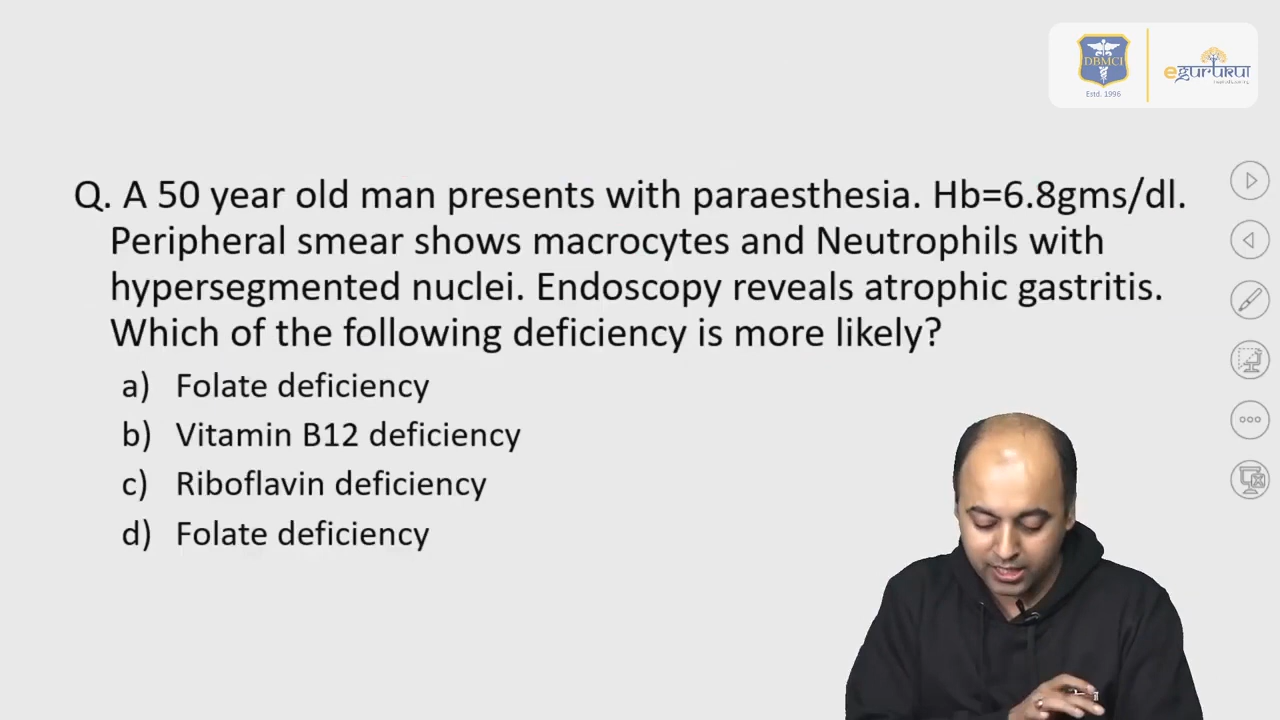 DBMCI
Estd. 1996
egurukul
Q. A 50 year old man presents with paraesthesia. Hb=6.8gms/dl.
Peripheral smear shows macrocytes and Neutrophils with
hypersegmented nuclei. Endoscopy reveals atrophic gastritis.
Which of the following deficiency is more likely?
a) Folate deficiency
b) Vitamin B12 deficiency
c) Riboflavin deficiency
d) Folate deficiency